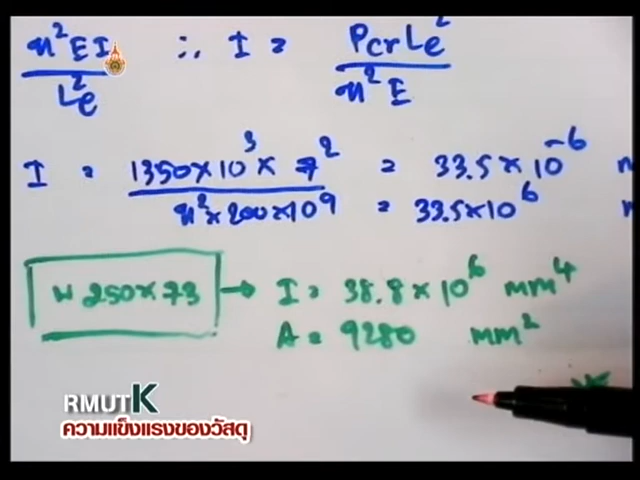 π²EI / Le² ∴ I = PcrLe² / π²E
I = 1350×10³ × 7² / π²×200×10⁹ = 33.5×10⁻⁶
= 33.5×10⁶
W 250×73 → I = 38.8×10⁶ mm⁴
A = 9280 mm²
RMUTK
ความแข็งแรงของวัสดุ